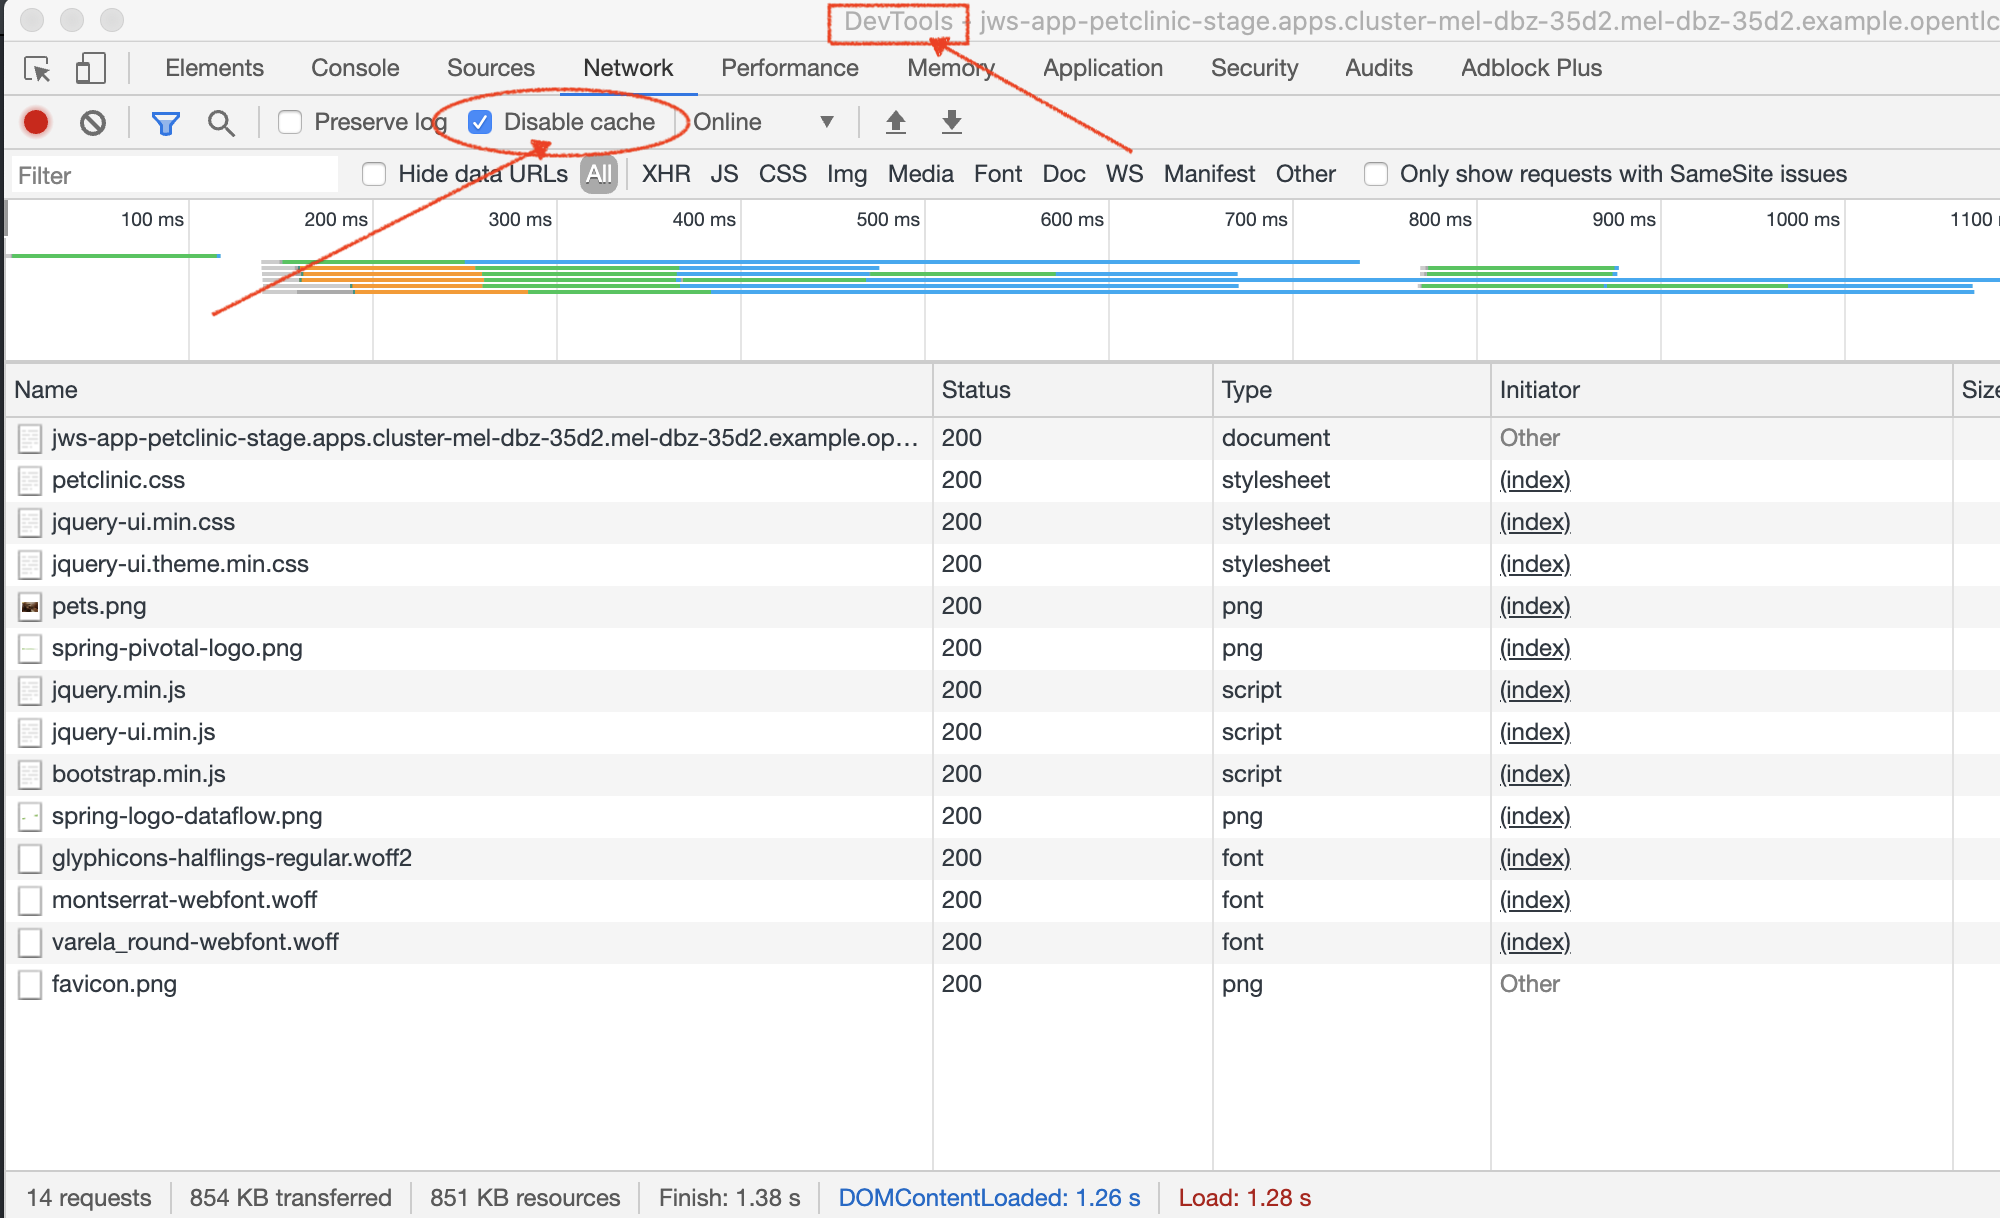 DevTools - jws-app-petclinic-stage.apps.cluster-mel-dbz-35d2.mel-dbz-35d2.example.opentlc
Elements Console Sources Network Performance Memory Application Security Audits Adblock Plus
Preserve log Disable cache Online
Filter Hide data URLs All XHR JS CSS Img Media Font Doc WS Manifest Other Only show requests with SameSite issues
100 ms 200 ms 300 ms 400 ms 500 ms 600 ms 700 ms 800 ms 900 ms 1000 ms 1100
Name Status Type Initiator Size
jws-app-petclinic-stage.apps.cluster-mel-dbz-35d2.mel-dbz-35d2.example.op… 200 document Other
petclinic.css 200 stylesheet (index)
jquery-ui.min.css 200 stylesheet (index)
jquery-ui.theme.min.css 200 stylesheet (index)
pets.png 200 png (index)
spring-pivotal-logo.png 200 png (index)
jquery.min.js 200 script (index)
jquery-ui.min.js 200 script (index)
bootstrap.min.js 200 script (index)
spring-logo-dataflow.png 200 png (index)
glyphicons-halflings-regular.woff2 200 font (index)
montserrat-webfont.woff 200 font (index)
varela_round-webfont.woff 200 font (index)
favicon.png 200 png Other
14 requests 854 KB transferred 851 KB resources Finish: 1.38 s DOMContentLoaded: 1.26 s Load: 1.28 s